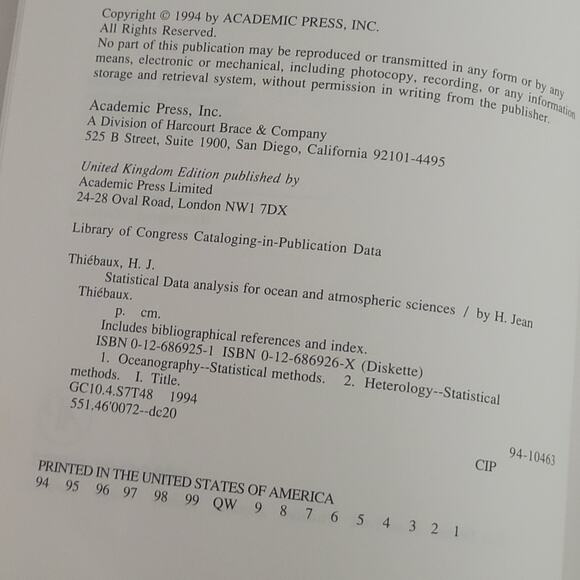 Copyright © 1994 by ACADEMIC PRESS, INC.
All Rights Reserved.
No part of this publication may be reproduced or transmitted in any form or by any
means, electronic or mechanical, including photocopy, recording, or any information
storage and retrieval system, without permission in writing from the publisher.
Academic Press, Inc.
A Division of Harcourt Brace & Company
525 B Street, Suite 1900, San Diego, California 92101-4495
United Kingdom Edition published by
Academic Press Limited
24-28 Oval Road, London NW1 7DX
Library of Congress Cataloging-in-Publication Data
Thiébaux, H. J.
Statistical Data analysis for ocean and atmospheric sciences / by H. Jean
Thiébaux.
p. cm.
Includes bibliographical references and index.
ISBN 0-12-686925-1 ISBN 0-12-686926-X (Diskette)
1. Oceanography--Statistical methods. 2. Heterology--Statistical
methods. I. Title.
GC10.4.S7T48 1994
551.46'0072--dc20
94-10463
CIP
PRINTED IN THE UNITED STATES OF AMERICA
94 95 96 97 98 99 QW 9 8 7 6 5 4 3 2 1